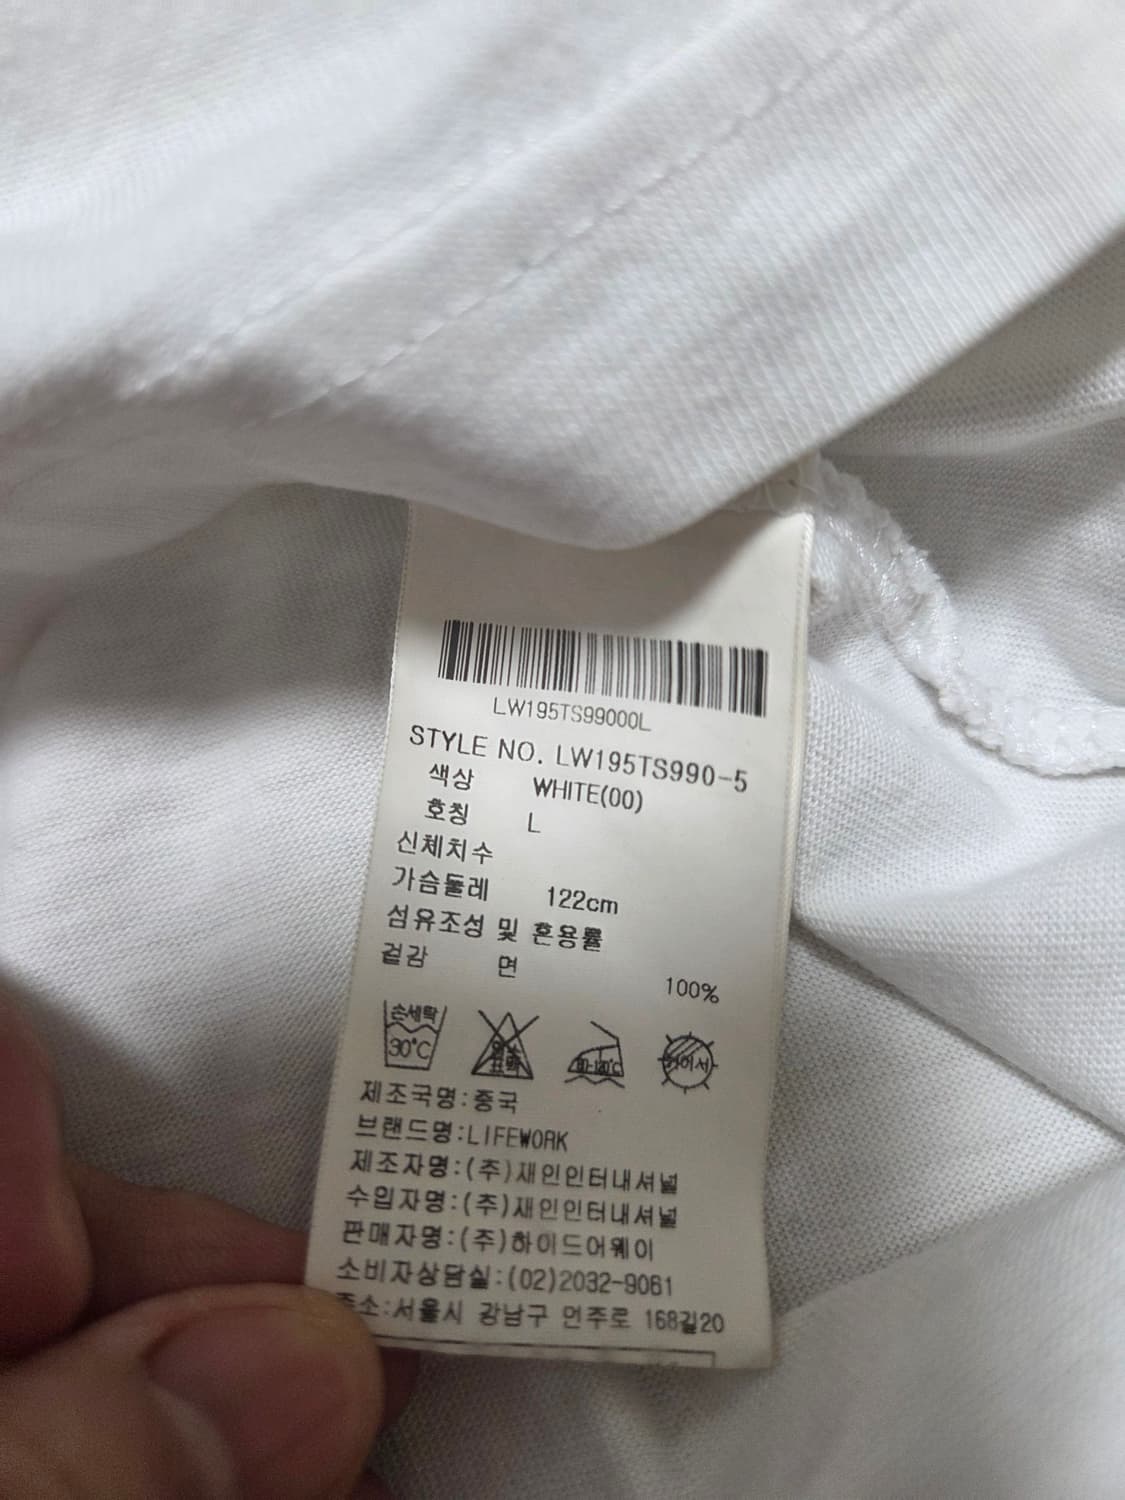 LW195TS99000L
STYLE NO. LW195TS990-5
색상 WHITE(00)
호칭 L
신체치수
가슴둘레 122cm
섬유조성 및 혼용률
겉감 면 100%
손세탁 30℃ 80-120℃ 뉘어서
제조국명:중국
브랜드명:LIFEWORK
제조자명:(주)재인인터내셔널
수입자명:(주)재인인터내셔널
판매자명:(주)하이드어웨이
소비자상담실:(02)2032-9061
주소:서울시 강남구 언주로 168길20